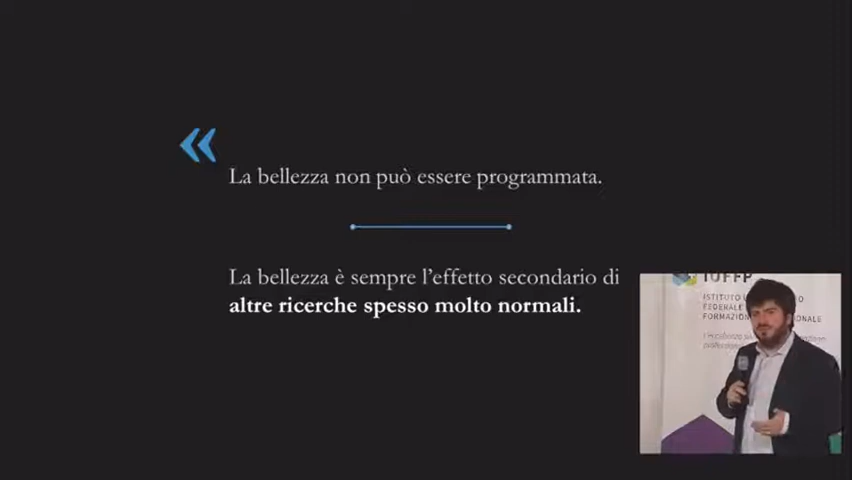 «
La bellezza non può essere programmata.
La bellezza è sempre l'effetto secondario di
altre ricerche spesso molto normali.
IUFFP
ISTITUTO
FEDERALE
FORMAZION